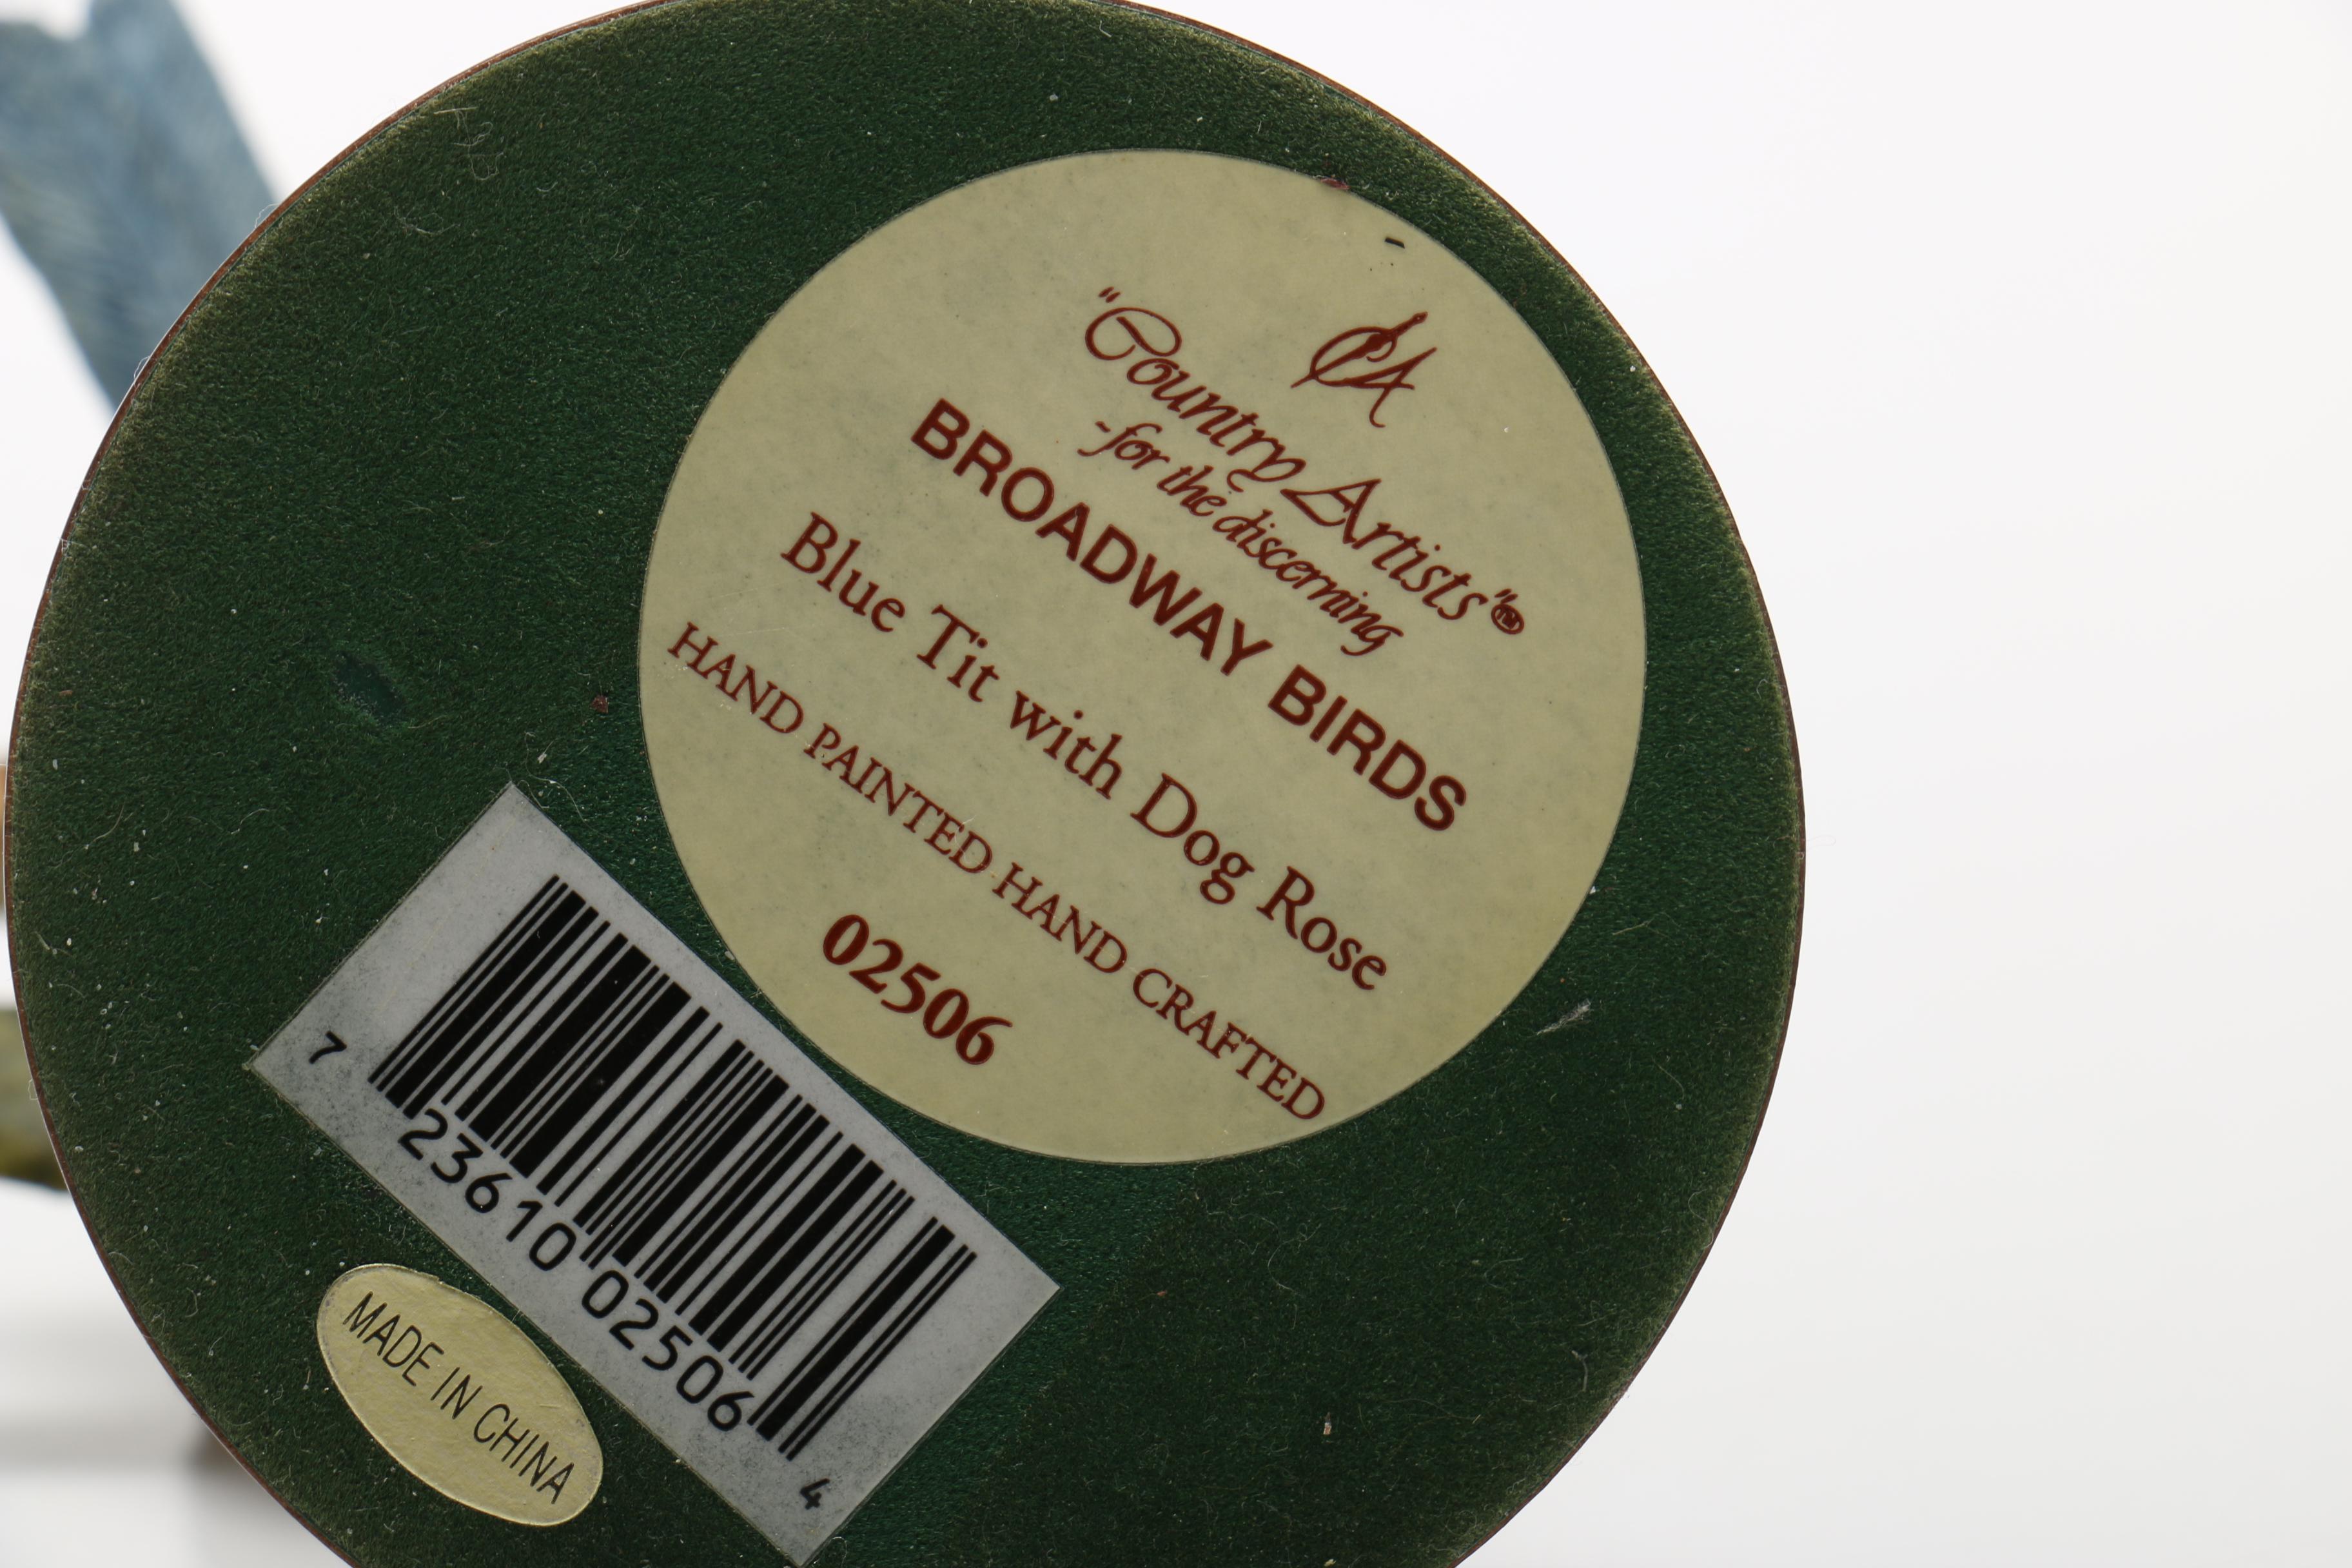 CA
"Country Artists"®
-for the discerning
BROADWAY BIRDS
Blue Tit with Dog Rose
HAND PAINTED HAND CRAFTED
02506
7 23610 02506 4
MADE IN CHINA